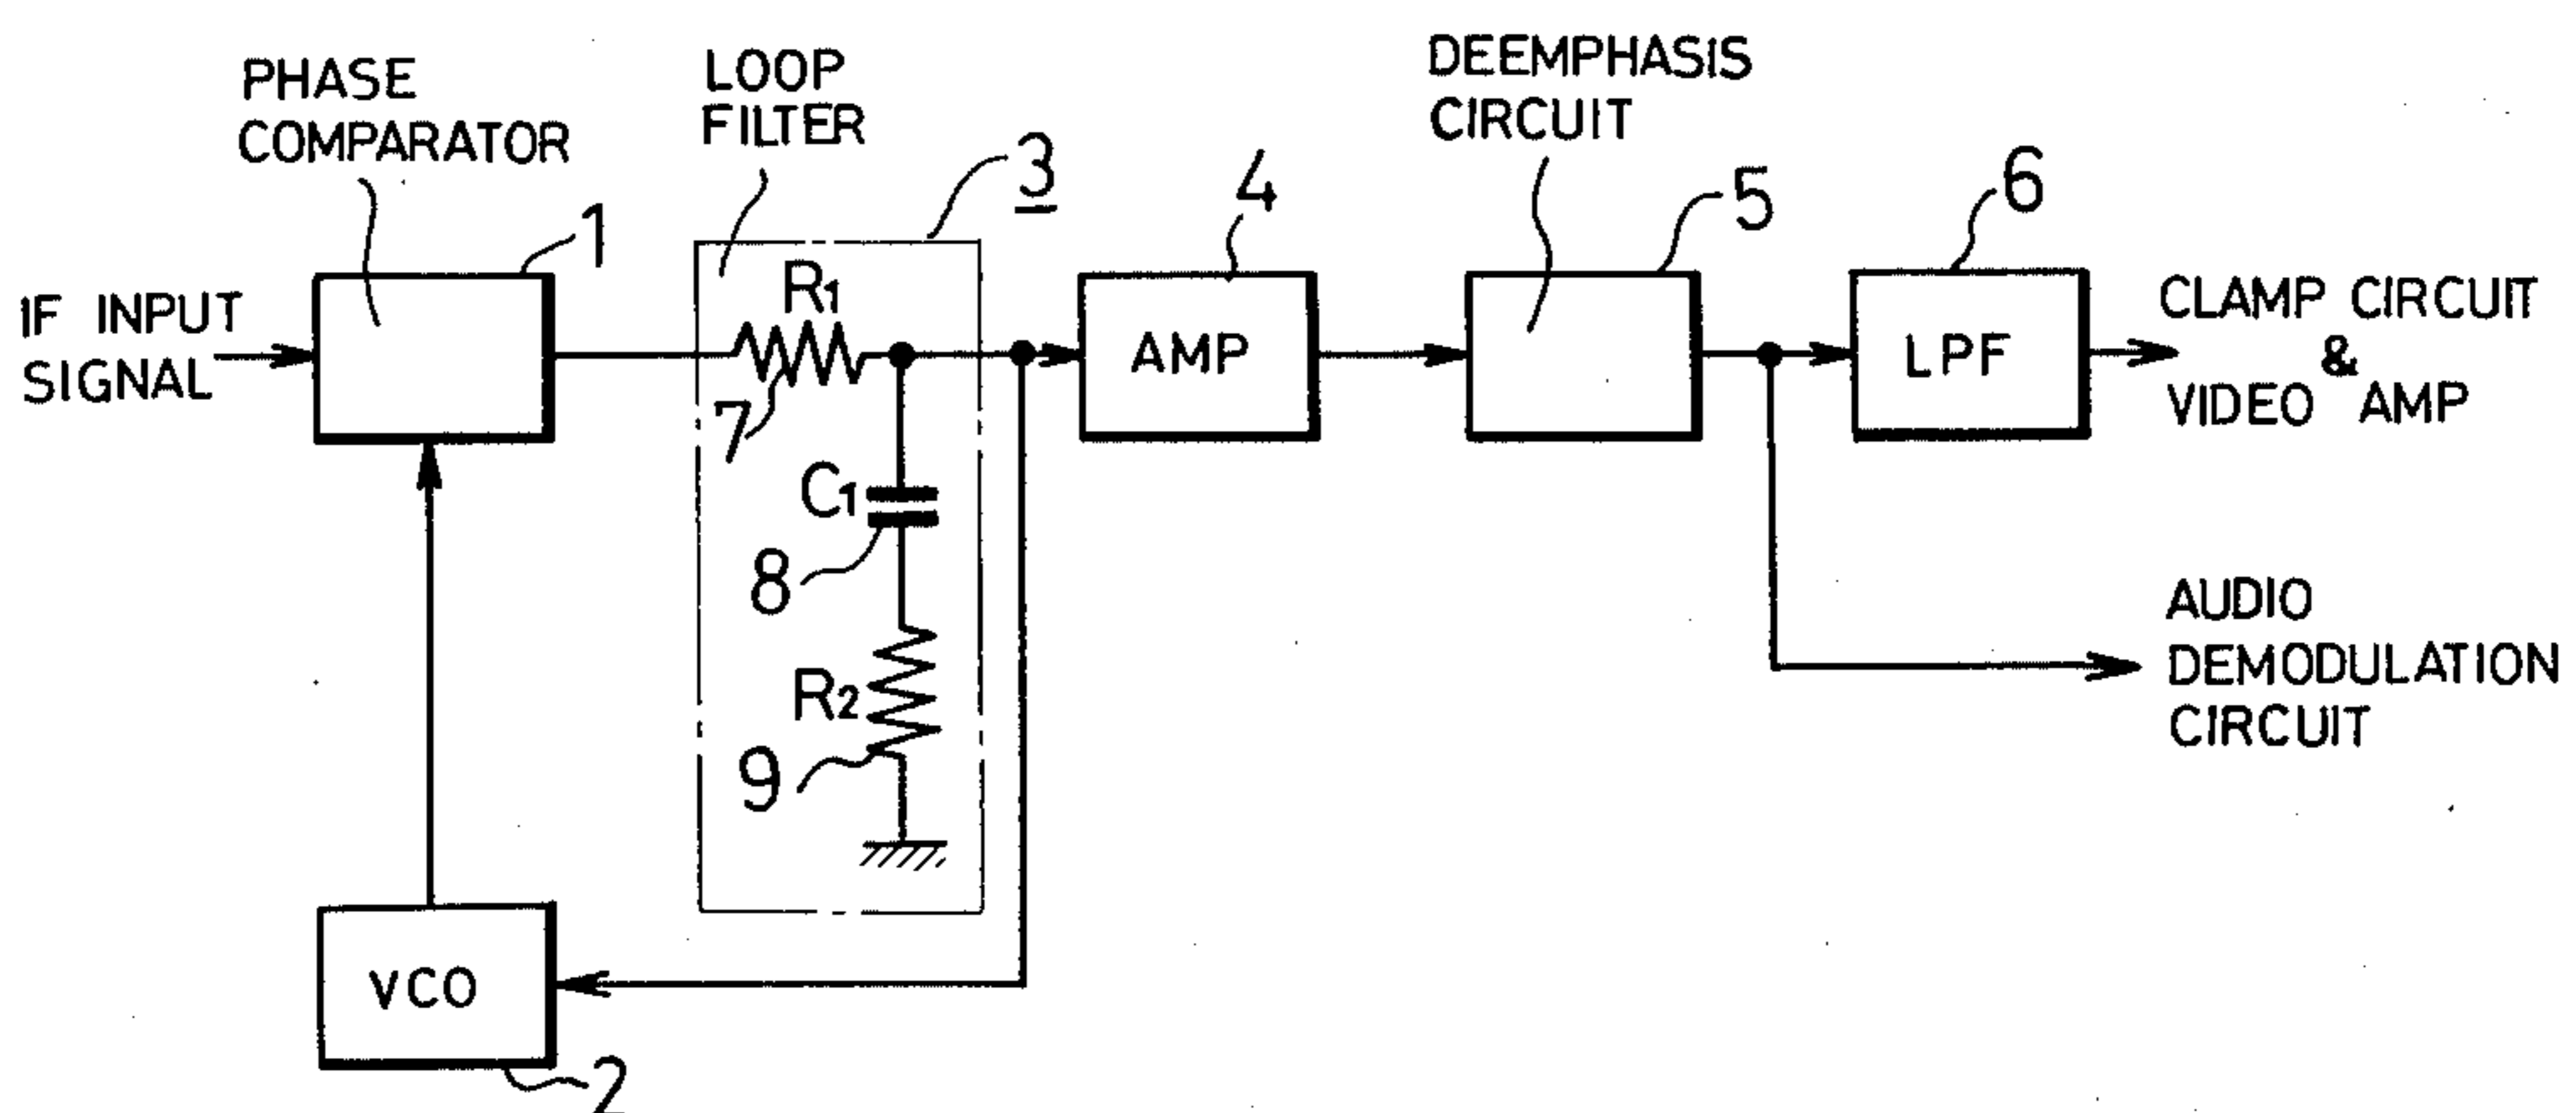 PHASE
COMPARATOR
LOOP
FILTER
DEEMPHASIS
CIRCUIT
1
3
4
5
6
IF INPUT
SIGNAL
R1
7
AMP
LPF
CLAMP CIRCUIT
&
VIDEO AMP
C1
8
R2
9
AUDIO
DEMODULATION
CIRCUIT
VCO
2